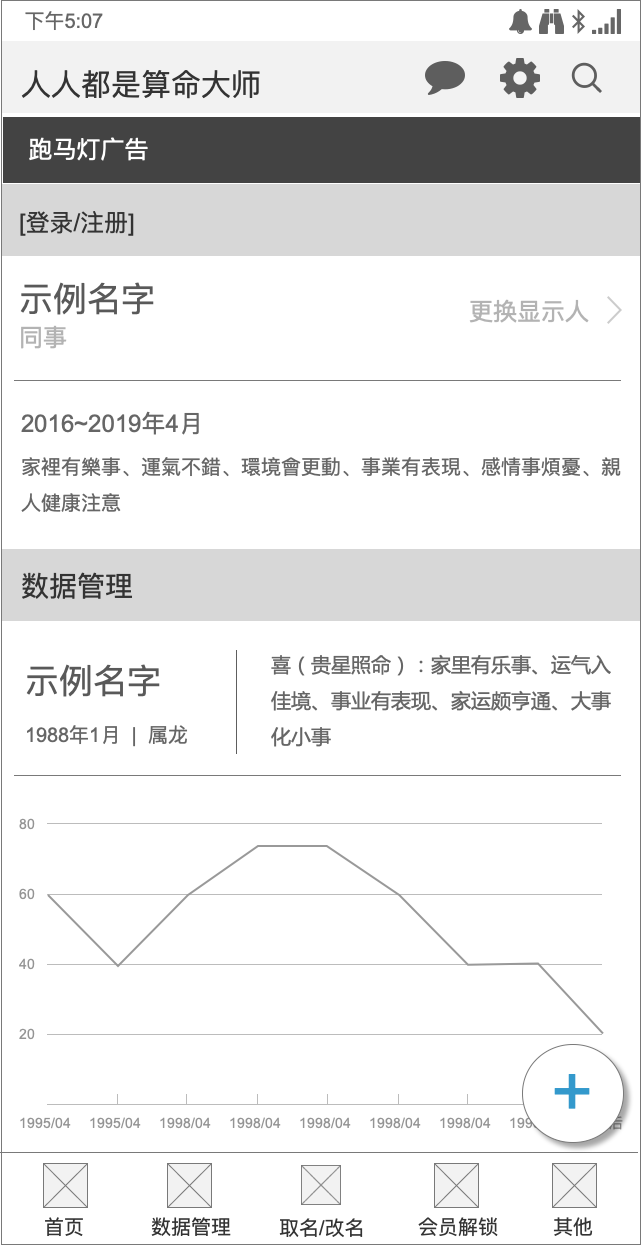 下午5:07
人人都是算命大师
跑马灯广告
[登录/注册]
示例名字
更换显示人
同事
2016~2019年4月
家裡有樂事、運氣不錯、環境會更動、事業有表現、感情事煩憂、親
人健康注意
数据管理
示例名字
1988年1月 | 属龙
喜（贵星照命）：家里有乐事、运气入
佳境、事业有表现、家运颇亨通、大事
化小事
80
60
40
20
1995/04 1995/04 1998/04 1998/04 1998/04 1998/04 1998/04
首页 数据管理 取名/改名 会员解锁 其他